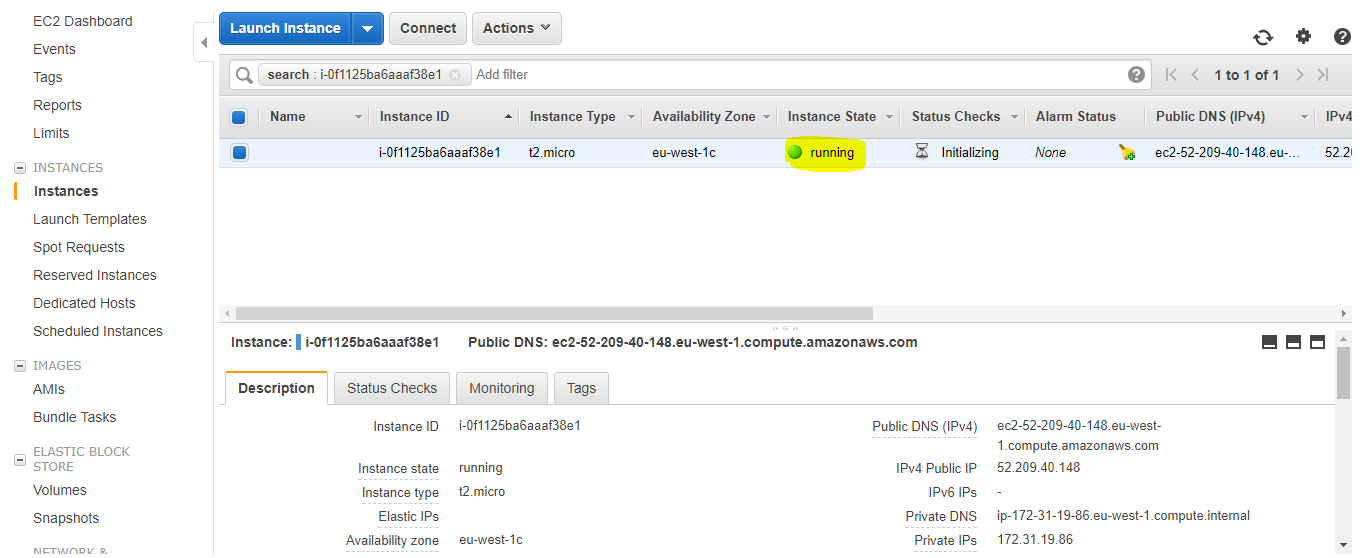 EC2 Dashboard
Events
Tags
Reports
Limits
INSTANCES
Instances
Launch Templates
Spot Requests
Reserved Instances
Dedicated Hosts
Scheduled Instances
IMAGES
AMIs
Bundle Tasks
ELASTIC BLOCK
STORE
Volumes
Snapshots
NETWORK &
Launch Instance Connect Actions
search : i-0f1125ba6aaaf38e1 Add filter 1 to 1 of 1
Name Instance ID Instance Type Availability Zone Instance State Status Checks Alarm Status Public DNS (IPv4) IPv4
i-0f1125ba6aaaf38e1 t2.micro eu-west-1c running Initializing None ec2-52-209-40-148.eu-... 52.20
Instance: i-0f1125ba6aaaf38e1 Public DNS: ec2-52-209-40-148.eu-west-1.compute.amazonaws.com
Description Status Checks Monitoring Tags
Instance ID i-0f1125ba6aaaf38e1 Public DNS (IPv4) ec2-52-209-40-148.eu-west-
1.compute.amazonaws.com
Instance state running IPv4 Public IP 52.209.40.148
Instance type t2.micro IPv6 IPs -
Elastic IPs Private DNS ip-172-31-19-86.eu-west-1.compute.internal
Availability zone eu-west-1c Private IPs 172.31.19.86